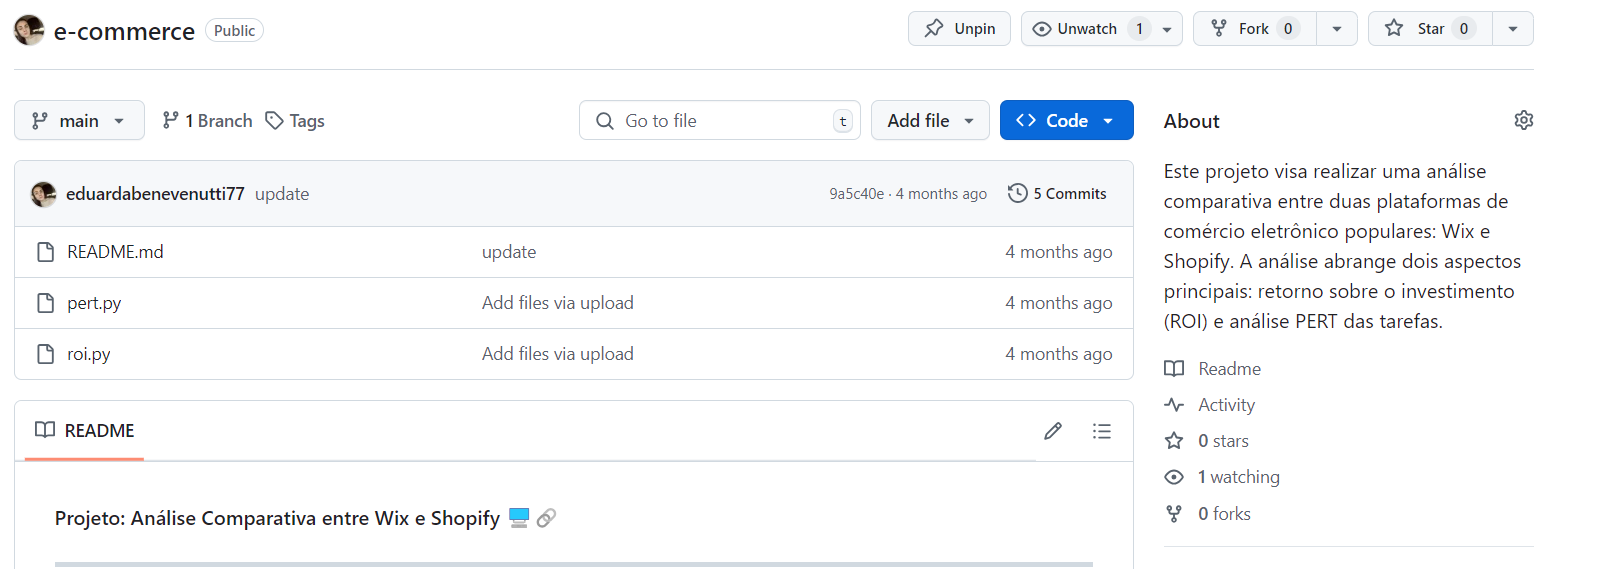 e-commerce Public Unpin Unwatch 1 Fork 0 Star 0
main 1 Branch Tags Go to file t Add file Code
eduardabenevenutti77 update 9a5c40e · 4 months ago 5 Commits
README.md update 4 months ago
pert.py Add files via upload 4 months ago
roi.py Add files via upload 4 months ago
README
Projeto: Análise Comparativa entre Wix e Shopify
About
Este projeto visa realizar uma análise
comparativa entre duas plataformas de
comércio eletrônico populares: Wix e
Shopify. A análise abrange dois aspectos
principais: retorno sobre o investimento
(ROI) e análise PERT das tarefas.
Readme
Activity
0 stars
1 watching
0 forks